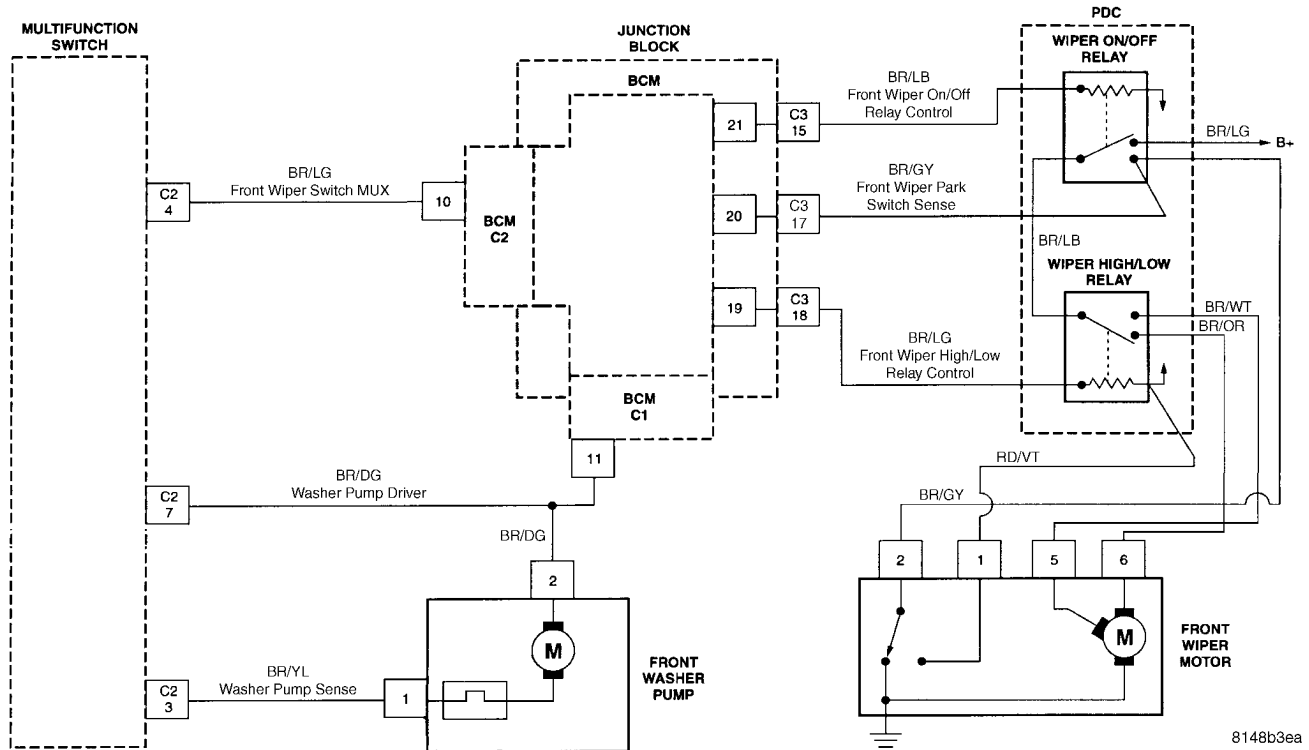 MULTIFUNCTION
SWITCH
JUNCTION
BLOCK
BCM
PDC
WIPER ON/OFF
RELAY
BR/LB
Front Wiper On/Off
Relay Control
21
C3
15
BR/LG
B+
BR/LG
Front Wiper Switch MUX
C2
4
10
BCM
C2
20
C3
17
BR/GY
Front Wiper Park
Switch Sense
BR/LB
WIPER HIGH/LOW
RELAY
19
C3
18
BR/LG
Front Wiper High/Low
Relay Control
BR/WT
BR/OR
BCM
C1
11
RD/VT
BR/GY
BR/DG
Washer Pump Driver
C2
7
BR/DG
2
2
1
5
6
M
FRONT
WASHER
PUMP
M
FRONT
WIPER
MOTOR
BR/YL
Washer Pump Sense
C2
3
1
8148b3ea